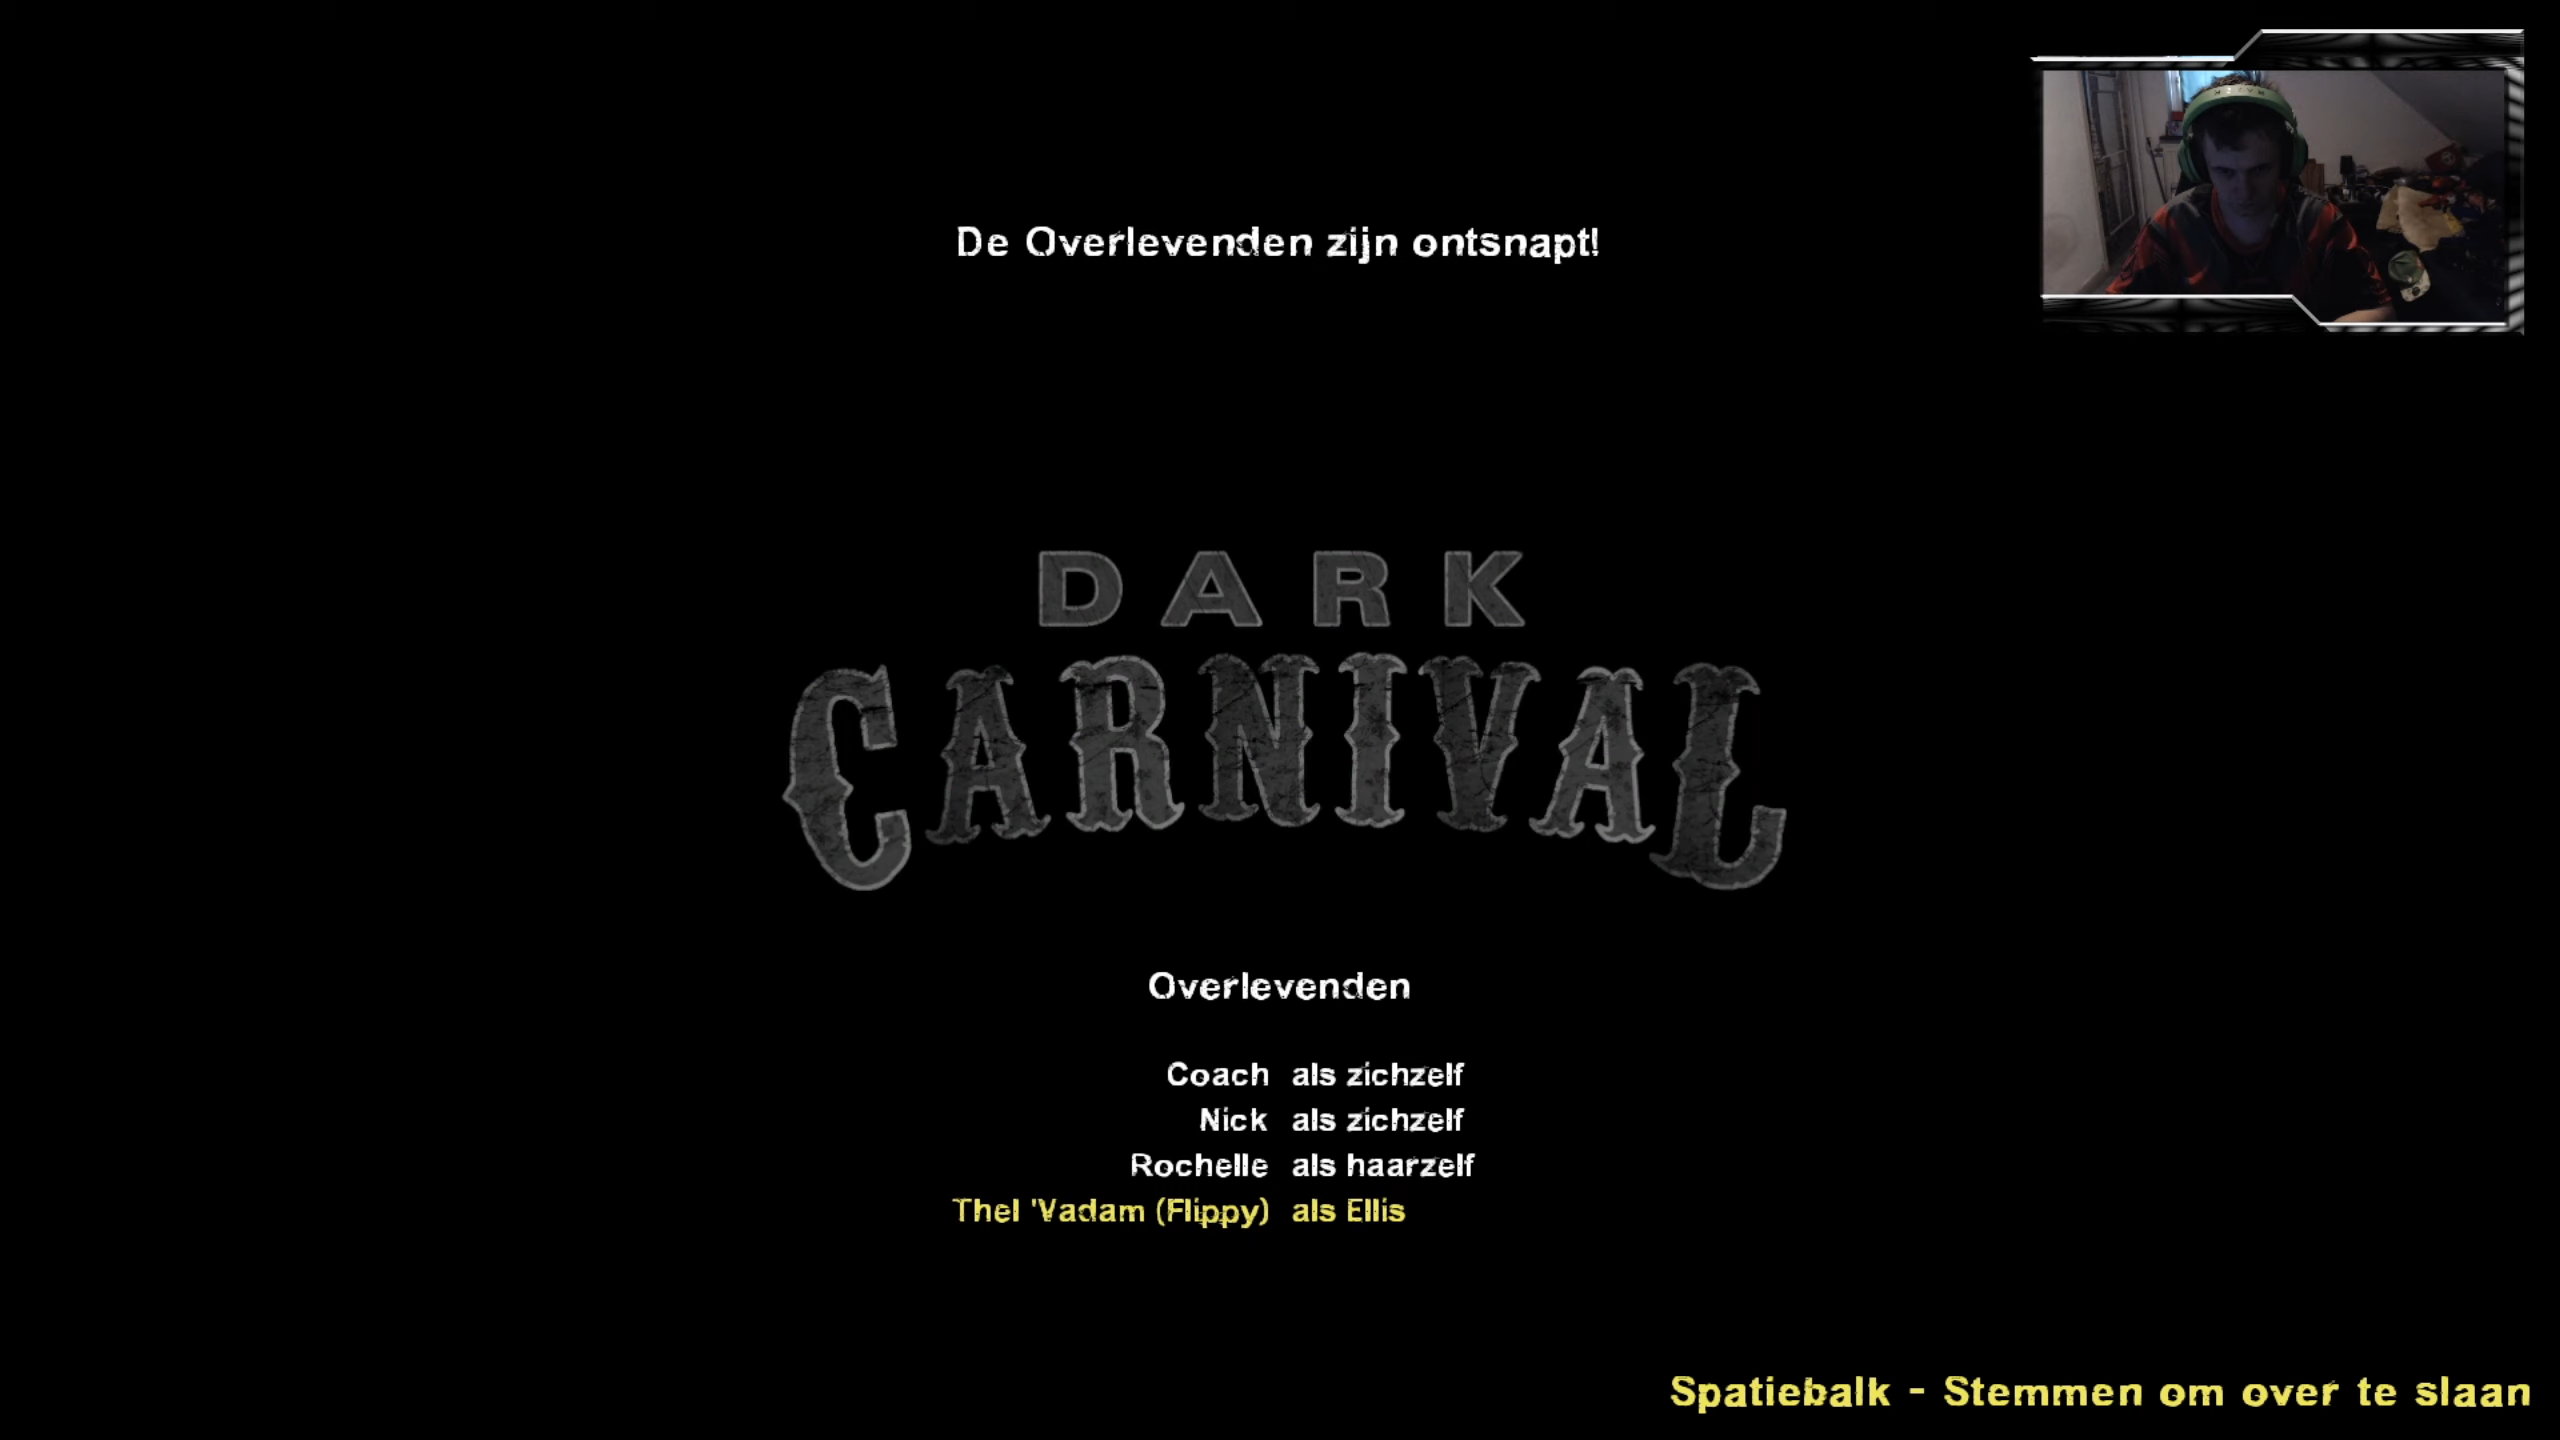 De Overlevenden zijn ontsnapt!
DARK
CARNIVAL
Overlevenden
Coach als zichzelf
Nick als zichzelf
Rochelle als haarzelf
Thel 'Vadam (Flippy) als Ellis
Spatiebalk - Stemmen om over te slaan